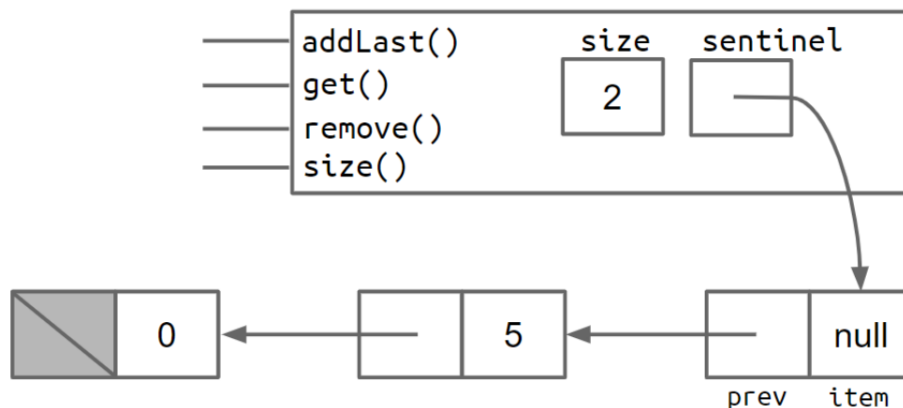 addLast()
size
sentinel
get()
2
remove()
size()
0
5
null
prev
item